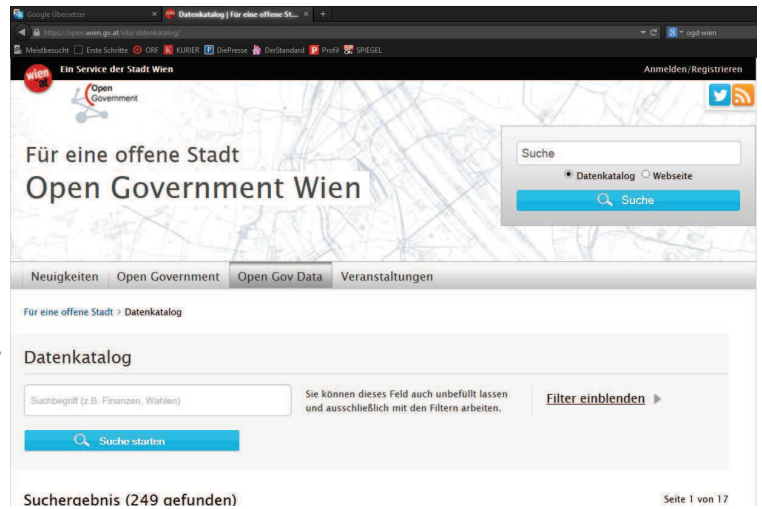 Google Übersetzer
Datenkatalog | Für eine offene St...
https://open.wien.gv.at/site/datenkatalog/
ogd wien
Meistbesucht Erste Schritte ORF KURIER DiePresse DerStandard Profil SPIEGEL
wien.at
Ein Service der Stadt Wien
Anmelden/Registrieren
Open
Government
Für eine offene Stadt
Open Government Wien
Suche
Datenkatalog Webseite
Suche
Neuigkeiten Open Government Open Gov Data Veranstaltungen
Für eine offene Stadt > Datenkatalog
Datenkatalog
Suchbegriff (z.B. Finanzen, Wahlen)
Sie können dieses Feld auch unbefüllt lassen
und ausschließlich mit den Filtern arbeiten.
Filter einblenden
Suche starten
Suchergebnis (249 gefunden)
Seite 1 von 17